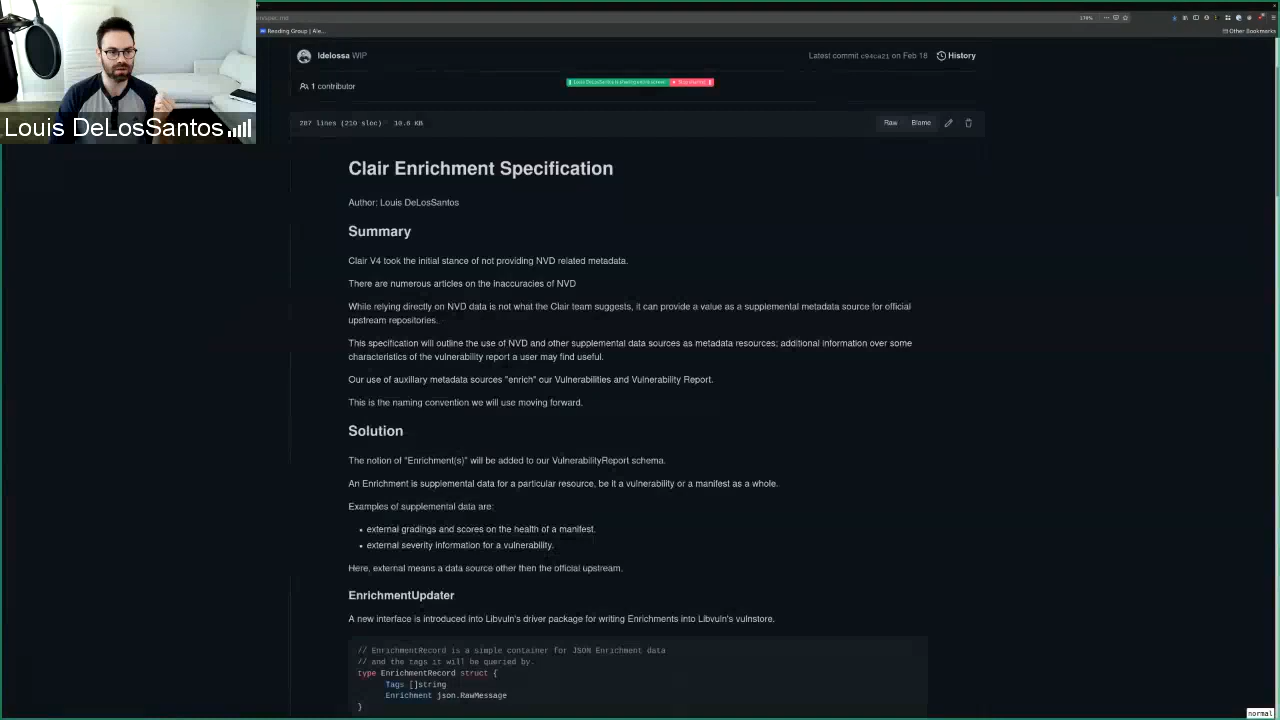 spec.md
170%
Reading Group | Ale...
Other Bookmarks
ldelossa WIP
Latest commit c94ca21 on Feb 18
History
1 contributor
287 lines (210 sloc) 10.6 KB
Raw
Blame
Louis DeLosSantos
Clair Enrichment Specification
Author: Louis DeLosSantos
Summary
Clair V4 took the initial stance of not providing NVD related metadata.
There are numerous articles on the inaccuracies of NVD
While relying directly on NVD data is not what the Clair team suggests, it can provide a value as a supplemental metadata source for official
upstream repositories.
This specification will outline the use of NVD and other supplemental data sources as metadata resources; additional information over some
characteristics of the vulnerability report a user may find useful.
Our use of auxillary metadata sources "enrich" our Vulnerabilities and Vulnerability Report.
This is the naming convention we will use moving forward.
Solution
The notion of "Enrichment(s)" will be added to our VulnerabilityReport schema.
An Enrichment is supplemental data for a particular resource, be it a vulnerability or a manifest as a whole.
Examples of supplemental data are:
• external gradings and scores on the health of a manifest.
• external severity information for a vulnerability.
Here, external means a data source other then the official upstream.
EnrichmentUpdater
A new interface is introduced into Libvuln's driver package for writing Enrichments into Libvuln's vulnstore.
// EnrichmentRecord is a simple container for JSON Enrichment data
// and the tags it will be queried by.
type EnrichmentRecord struct {
Tags []string
Enrichment json.RawMessage
}
normal